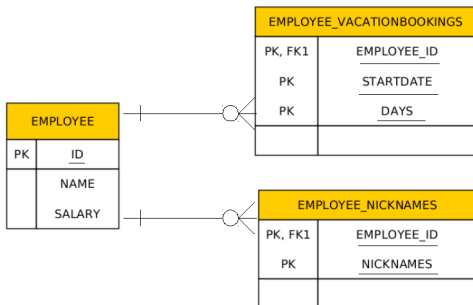 EMPLOYEE_VACATIONBOOKINGS
PK, FK1 EMPLOYEE_ID
PK STARTDATE
PK DAYS
EMPLOYEE
PK ID
NAME
SALARY
EMPLOYEE_NICKNAMES
PK, FK1 EMPLOYEE_ID
PK NICKNAMES